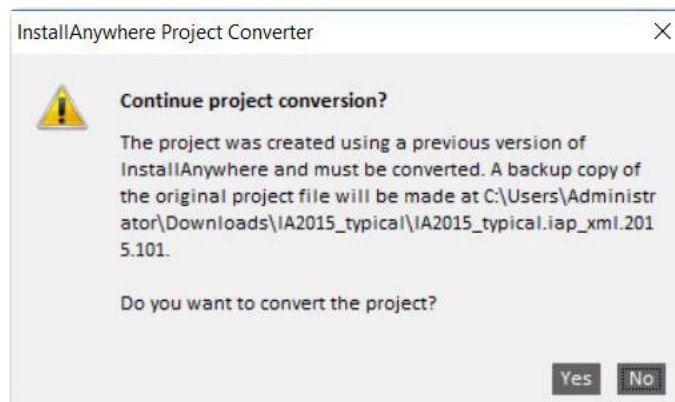 InstallAnywhere Project Converter
Continue project conversion?
The project was created using a previous version of
InstallAnywhere and must be converted. A backup copy of
the original project file will be made at C:\Users\Administr
ator\Downloads\IA2015_typical\IA2015_typical.iap_xml.201
5.101.
Do you want to convert the project?
Yes No